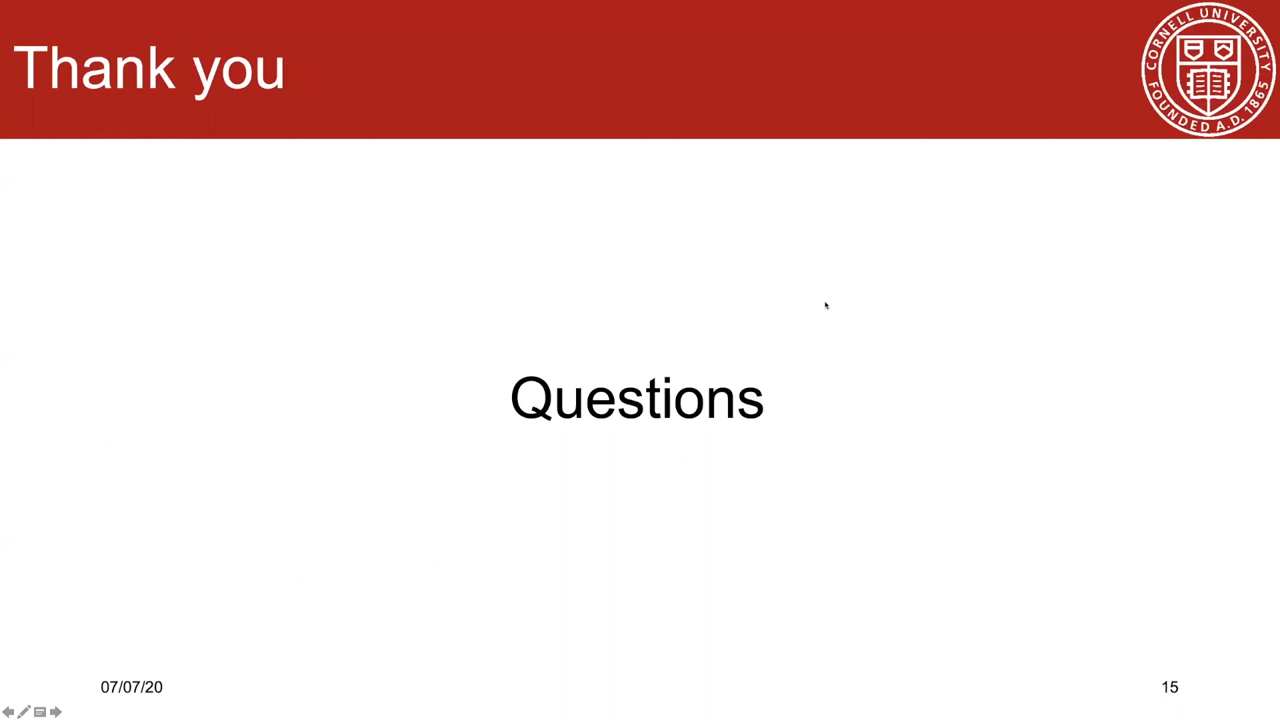 Thank you
CORNELL UNIVERSITY
FOUNDED A.D. 1865
Questions
07/07/20
15